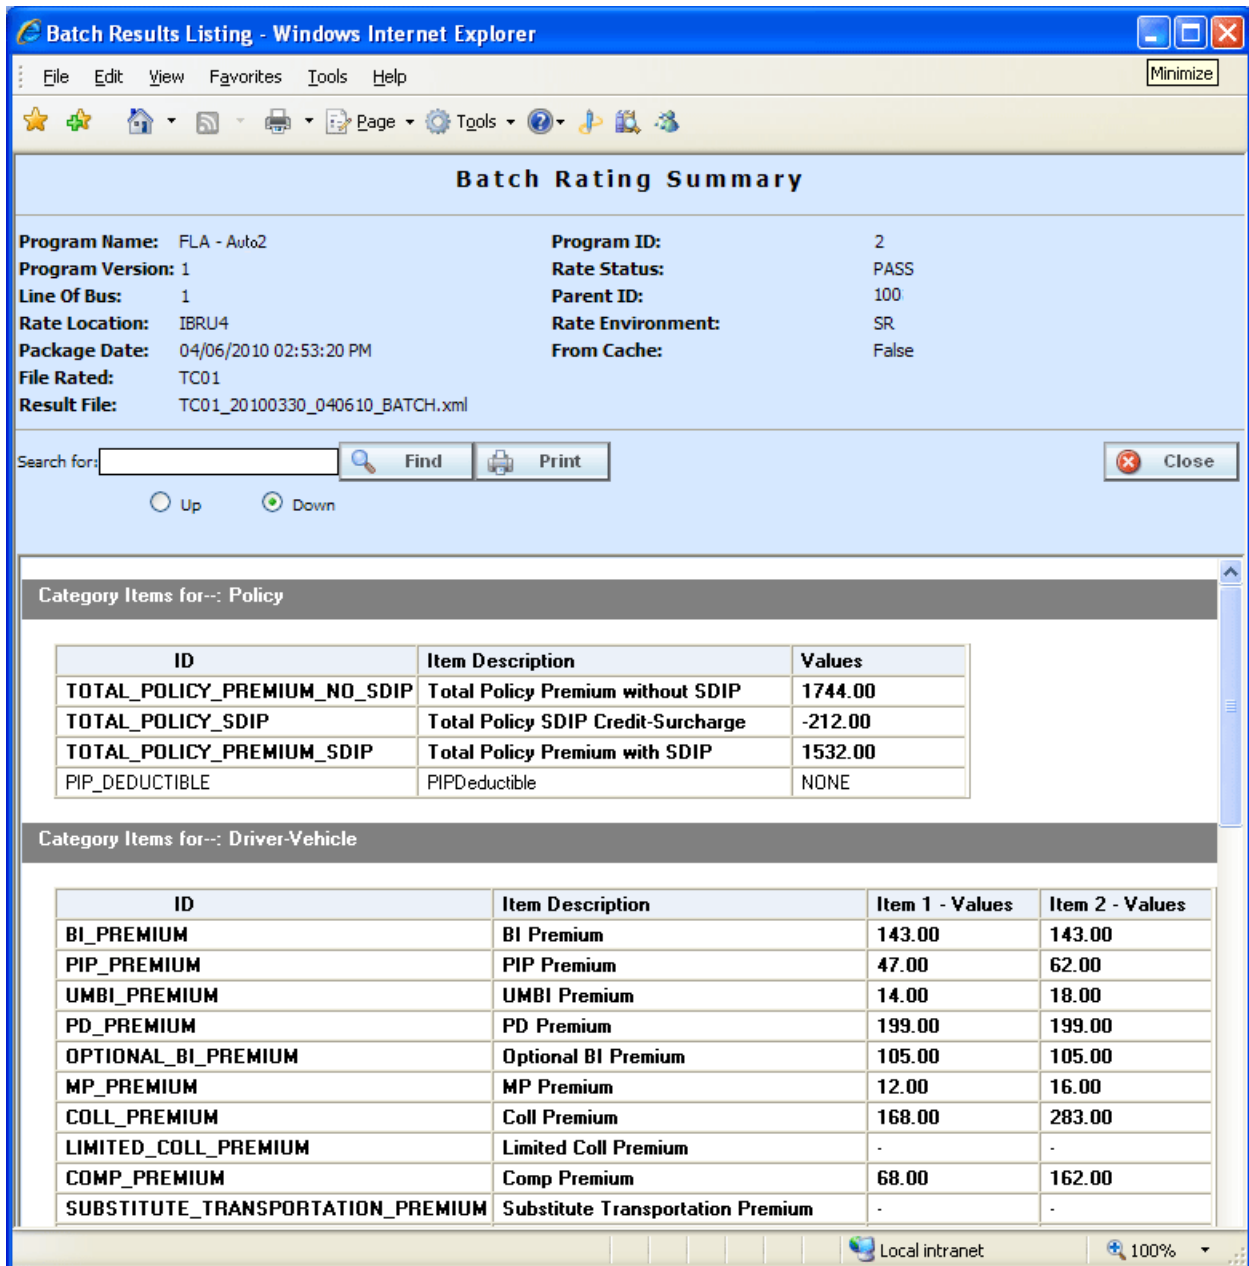 Batch Results Listing - Windows Internet Explorer
File Edit View Favorites Tools Help
Minimize
Page Tools
Batch Rating Summary
Program Name: FLA - Auto2 Program ID: 2
Program Version: 1 Rate Status: PASS
Line Of Bus: 1 Parent ID: 100
Rate Location: IBRU4 Rate Environment: SR
Package Date: 04/06/2010 02:53:20 PM From Cache: False
File Rated: TC01
Result File: TC01_20100330_040610_BATCH.xml
Search for: Find Print Close
Up Down
Category Items for--: Policy
ID Item Description Values
TOTAL_POLICY_PREMIUM_NO_SDIP Total Policy Premium without SDIP 1744.00
TOTAL_POLICY_SDIP Total Policy SDIP Credit-Surcharge -212.00
TOTAL_POLICY_PREMIUM_SDIP Total Policy Premium with SDIP 1532.00
PIP_DEDUCTIBLE PIPDeductible NONE
Category Items for--: Driver-Vehicle
ID Item Description Item 1 - Values Item 2 - Values
BI_PREMIUM BI Premium 143.00 143.00
PIP_PREMIUM PIP Premium 47.00 62.00
UMBI_PREMIUM UMBI Premium 14.00 18.00
PD_PREMIUM PD Premium 199.00 199.00
OPTIONAL_BI_PREMIUM Optional BI Premium 105.00 105.00
MP_PREMIUM MP Premium 12.00 16.00
COLL_PREMIUM Coll Premium 168.00 283.00
LIMITED_COLL_PREMIUM Limited Coll Premium - -
COMP_PREMIUM Comp Premium 68.00 162.00
SUBSTITUTE_TRANSPORTATION_PREMIUM Substitute Transportation Premium - -
Local intranet 100%